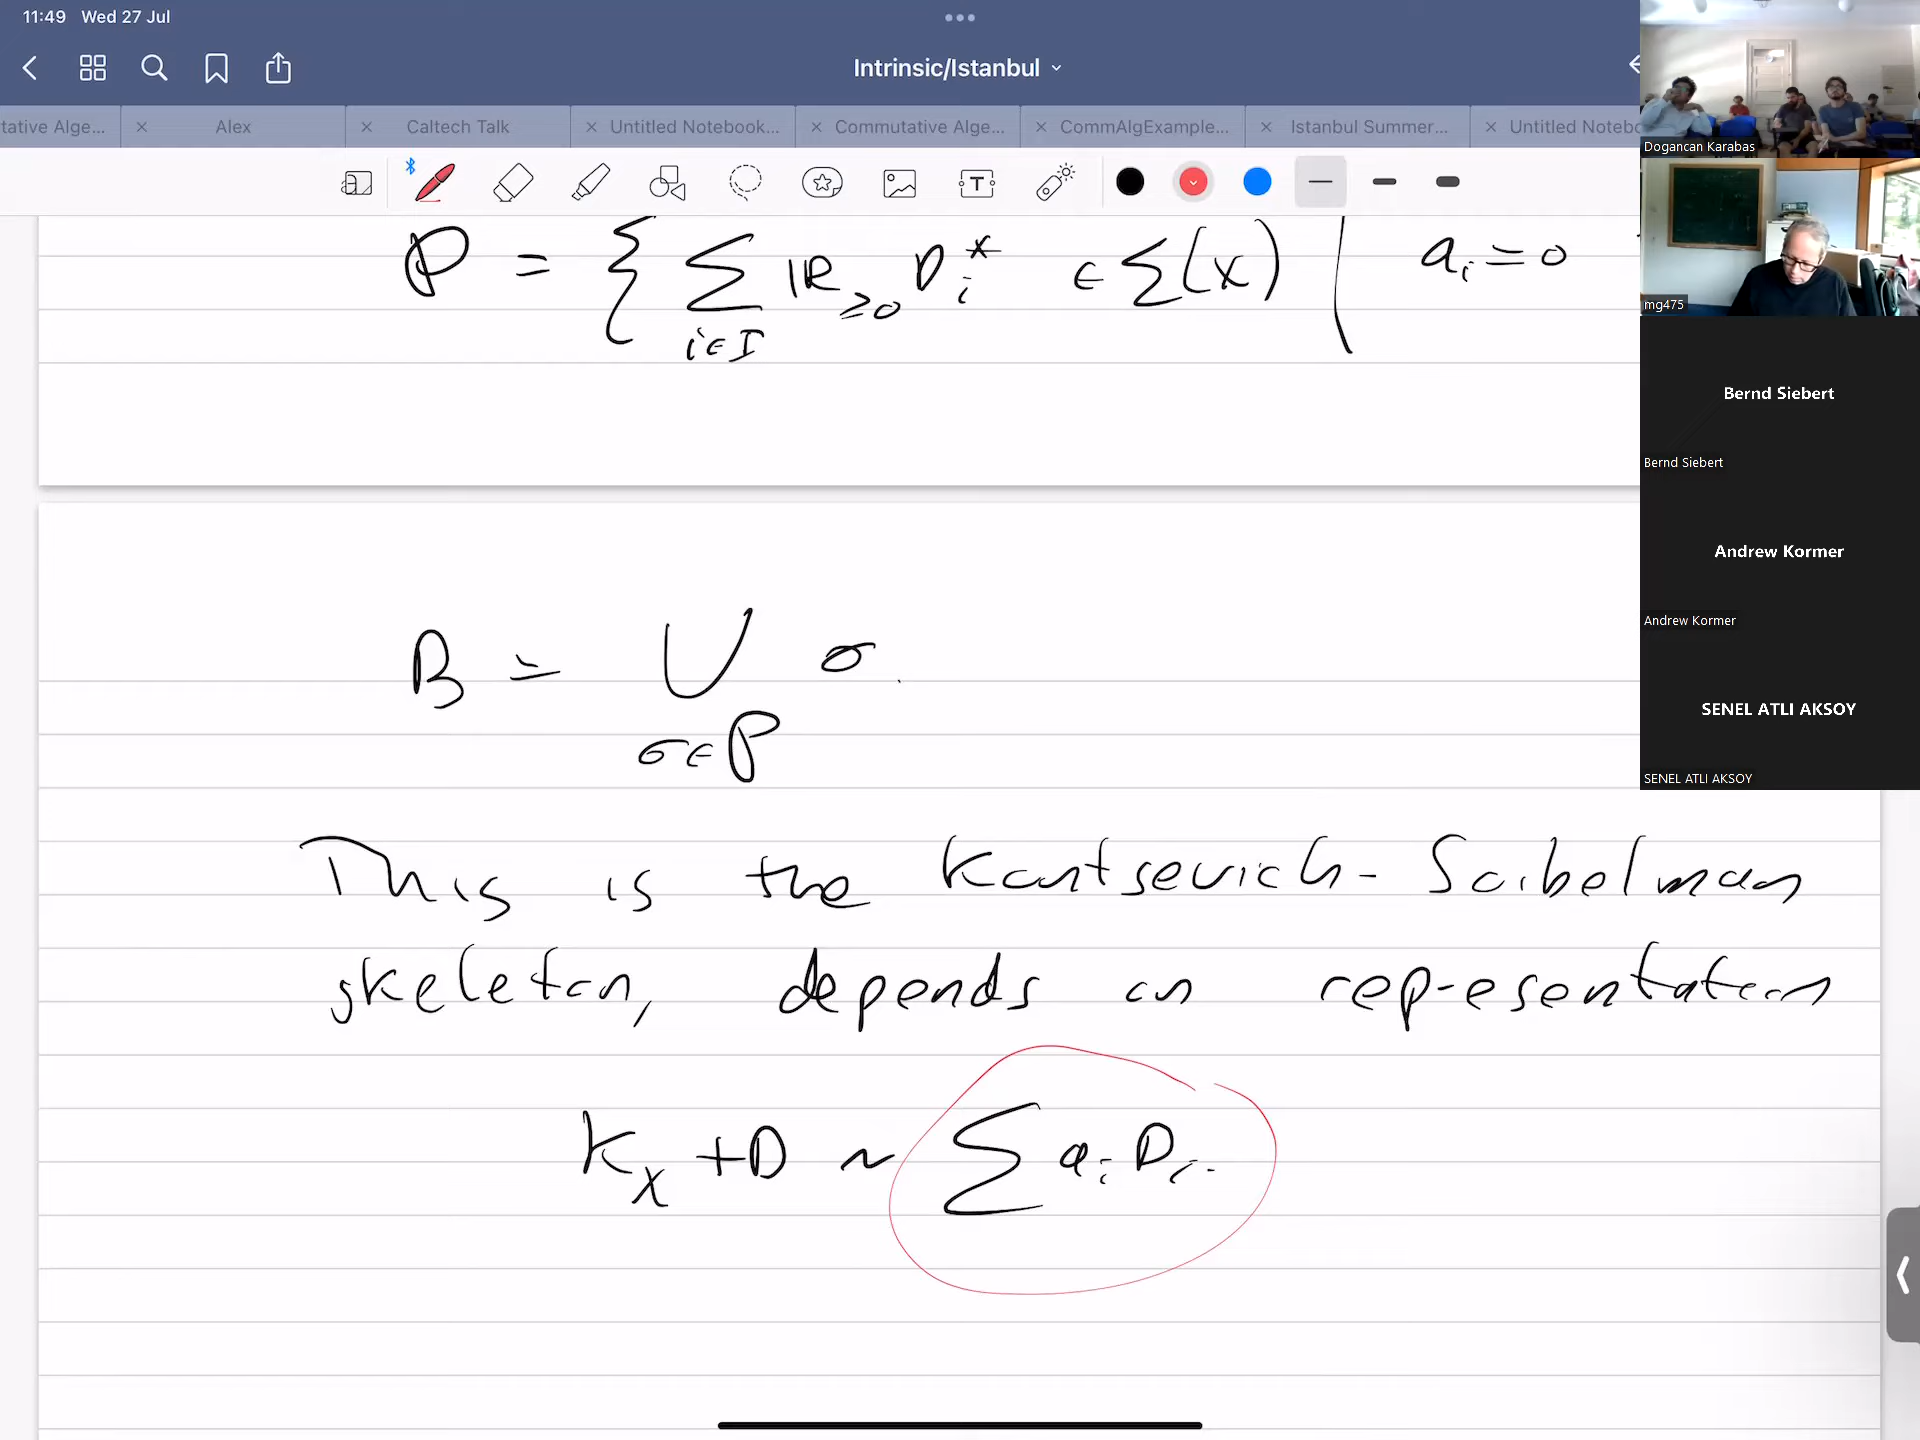 11:49 Wed 27 Jul
Intrinsic/Istanbul
tative Alge...
Alex
Caltech Talk
Untitled Notebook...
Commutative Alge...
CommAlgExample...
Istanbul Summer...
Untitled Notebo
P = { ∑_{i∈I} ℝ_{≥0} D_i^* ∈ Σ(X) | a_i = 0
B = ⋃_{σ∈P} σ.
This is the Kontsevich-Soibelman
skeleton, depends on representation
K_X + D ~ ∑ a_i D_i.
Dogancan Karabas
mg475
Bernd Siebert
Bernd Siebert
Andrew Kormer
Andrew Kormer
SENEL ATLI AKSOY
SENEL ATLI AKSOY